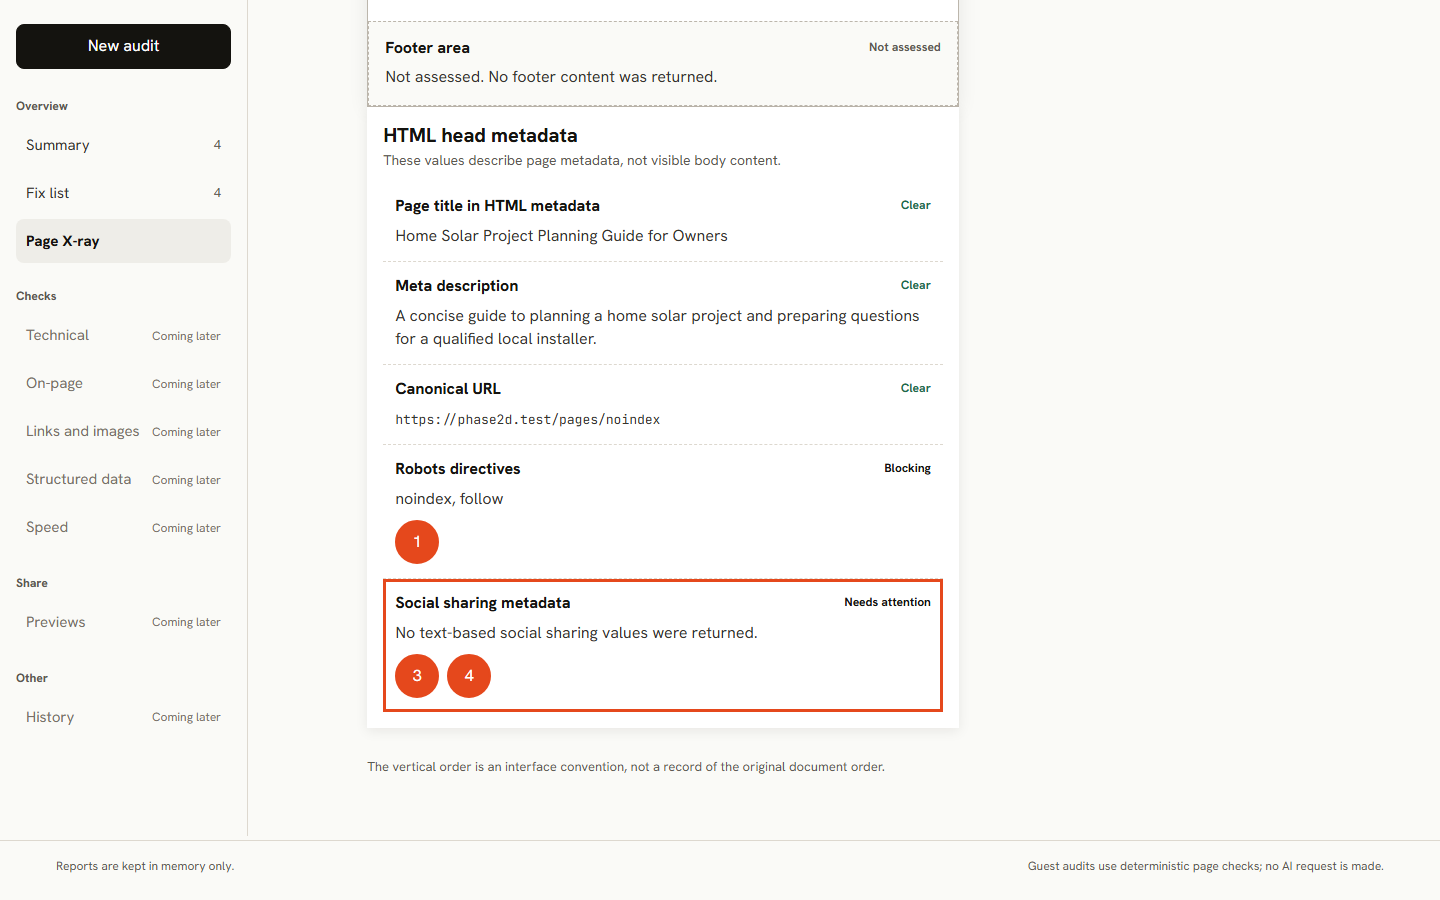 New audit
Overview
Summary 4
Fix list 4
Page X-ray
Checks
Technical Coming later
On-page Coming later
Links and images Coming later
Structured data Coming later
Speed Coming later
Share
Previews Coming later
Other
History Coming later
Footer area Not assessed
Not assessed. No footer content was returned.
HTML head metadata
These values describe page metadata, not visible body content.
Page title in HTML metadata Clear
Home Solar Project Planning Guide for Owners
Meta description Clear
A concise guide to planning a home solar project and preparing questions
for a qualified local installer.
Canonical URL Clear
https://phase2d.test/pages/noindex
Robots directives Blocking
noindex, follow
1
Social sharing metadata Needs attention
No text-based social sharing values were returned.
3 4
The vertical order is an interface convention, not a record of the original document order.
Reports are kept in memory only. Guest audits use deterministic page checks; no AI request is made.